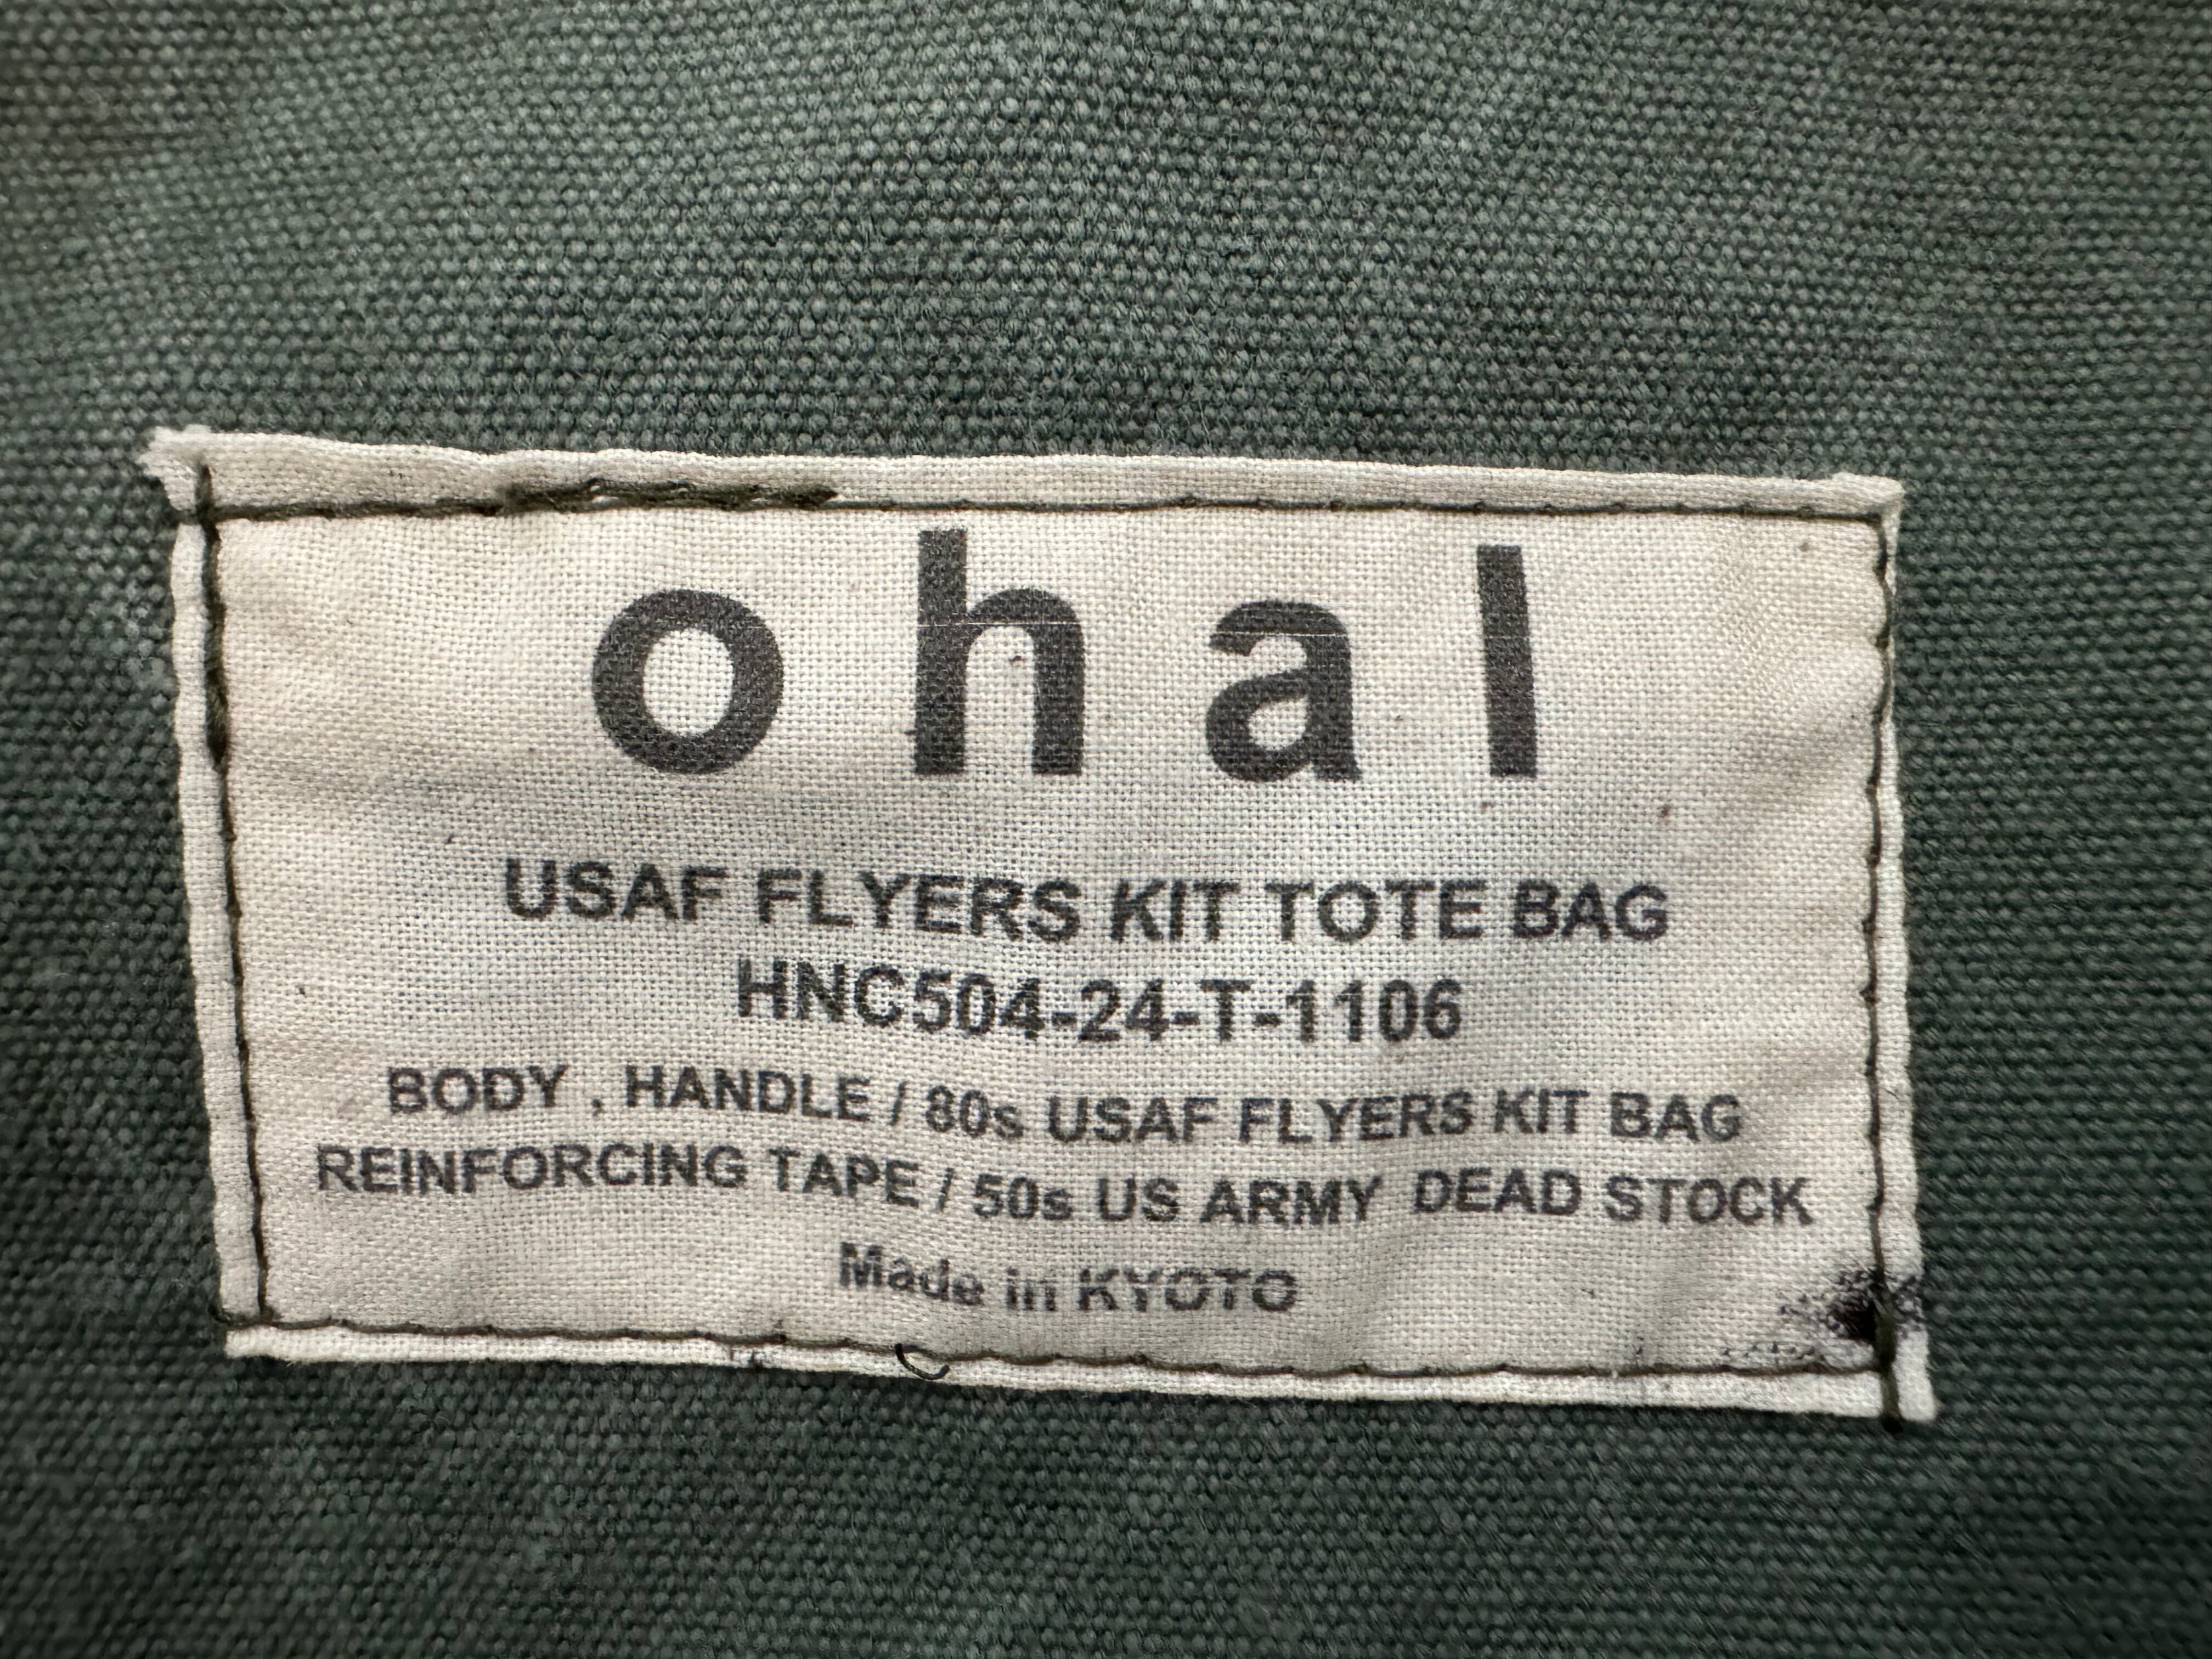 ohal
USAF FLYERS KIT TOTE BAG
HNC504-24-T-1106
BODY , HANDLE / 80s USAF FLYERS KIT BAG
REINFORCING TAPE / 50s US ARMY DEAD STOCK
Made in KYOTO